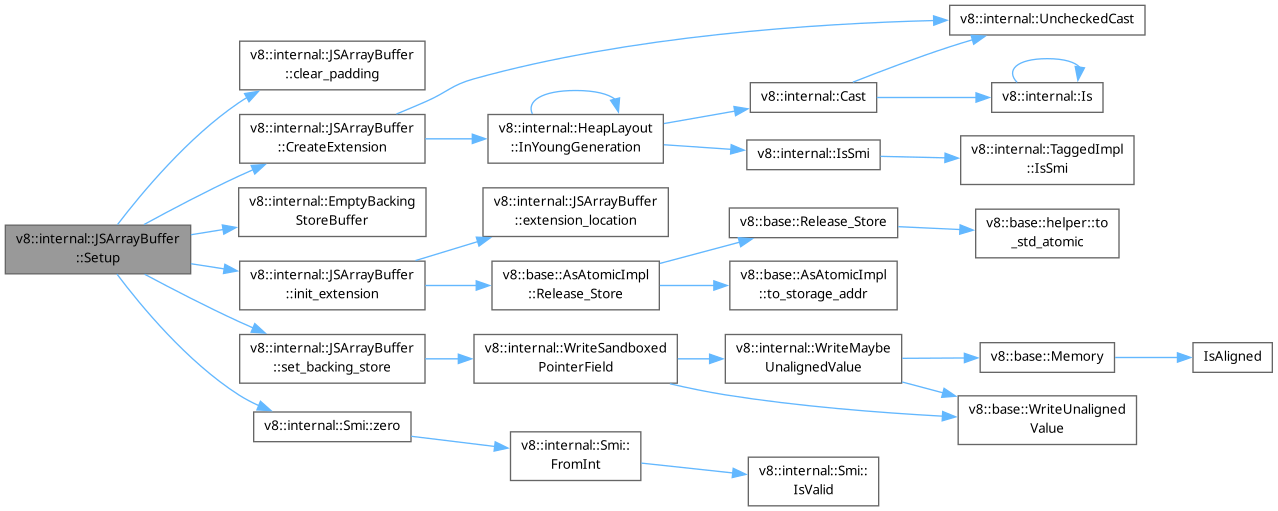 v8::internal::JSArrayBuffer
::Setup
v8::internal::JSArrayBuffer
::clear_padding
v8::internal::JSArrayBuffer
::CreateExtension
v8::internal::EmptyBacking
StoreBuffer
v8::internal::JSArrayBuffer
::init_extension
v8::internal::JSArrayBuffer
::set_backing_store
v8::internal::Smi::zero
v8::internal::HeapLayout
::InYoungGeneration
v8::internal::JSArrayBuffer
::extension_location
v8::base::AsAtomicImpl
::Release_Store
v8::internal::WriteSandboxed
PointerField
v8::internal::Smi::
FromInt
v8::internal::Cast
v8::internal::IsSmi
v8::base::Release_Store
v8::base::AsAtomicImpl
::to_storage_addr
v8::internal::WriteMaybe
UnalignedValue
v8::internal::Smi::
IsValid
v8::internal::UncheckedCast
v8::internal::Is
v8::internal::TaggedImpl
::IsSmi
v8::base::helper::to
_std_atomic
v8::base::Memory
v8::base::WriteUnaligned
Value
IsAligned